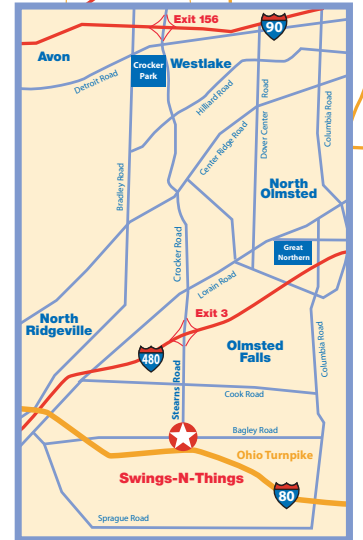 Exit 156
90
Avon
Crocker
Park
Westlake
Detroit Road
Hilliard Road
Dover Center Road
Columbia Road
Center Ridge Road
Bradley Road
North
Olmsted
Crocker Road
Great
Northern
Lorain Road
North
Ridgeville
Exit 3
480
Olmsted
Falls
Columbia Road
Stearns Road
Cook Road
Bagley Road
Ohio Turnpike
Swings-N-Things
80
Sprague Road